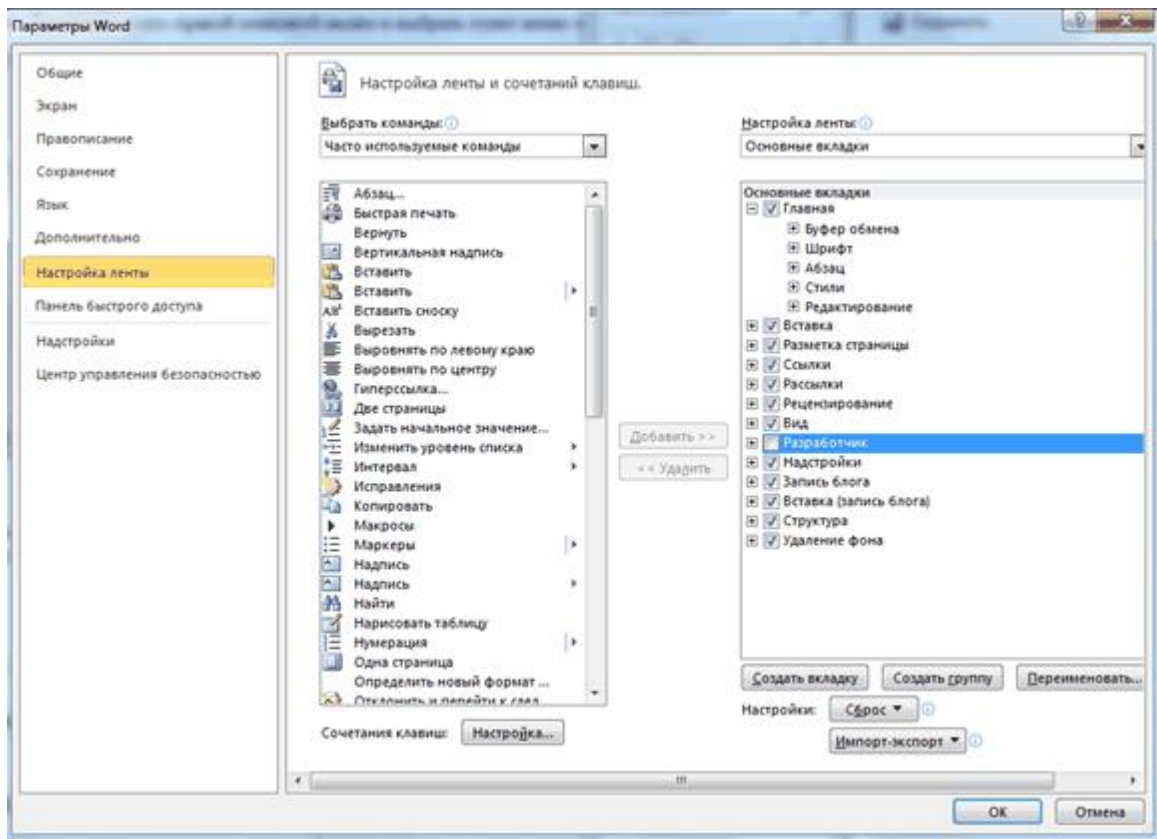 Параметры Word
Общие
Экран
Правописание
Сохранение
Язык
Дополнительно
Настройка ленты
Панель быстрого доступа
Надстройки
Центр управления безопасностью
Настройка ленты и сочетаний клавиш.
Выбрать команды:
Часто используемые команды
Абзац...
Быстрая печать
Вернуть
Вертикальная надпись
Вставить
Вставить
Вставить сноску
Вырезать
Выровнять по левому краю
Выровнять по центру
Гиперссылка...
Две страницы
Задать начальное значение...
Изменить уровень списка
Интервал
Исправления
Копировать
Макросы
Маркеры
Надпись
Надпись
Найти
Нарисовать таблицу
Нумерация
Одна страница
Определить новый формат ...
Отклонить и перейти к след
Сочетания клавиш: Настройка...
Добавить >>
<< Удалить
Настройка ленты:
Основные вкладки
Основные вкладки
Главная
Буфер обмена
Шрифт
Абзац
Стили
Редактирование
Вставка
Разметка страницы
Ссылки
Рассылки
Рецензирование
Вид
Разработчик
Надстройки
Запись блога
Вставка (запись блога)
Структура
Удаление фона
Создать вкладку Создать группу Переименовать...
Настройки: Сброс
Импорт-экспорт
ОК Отмена